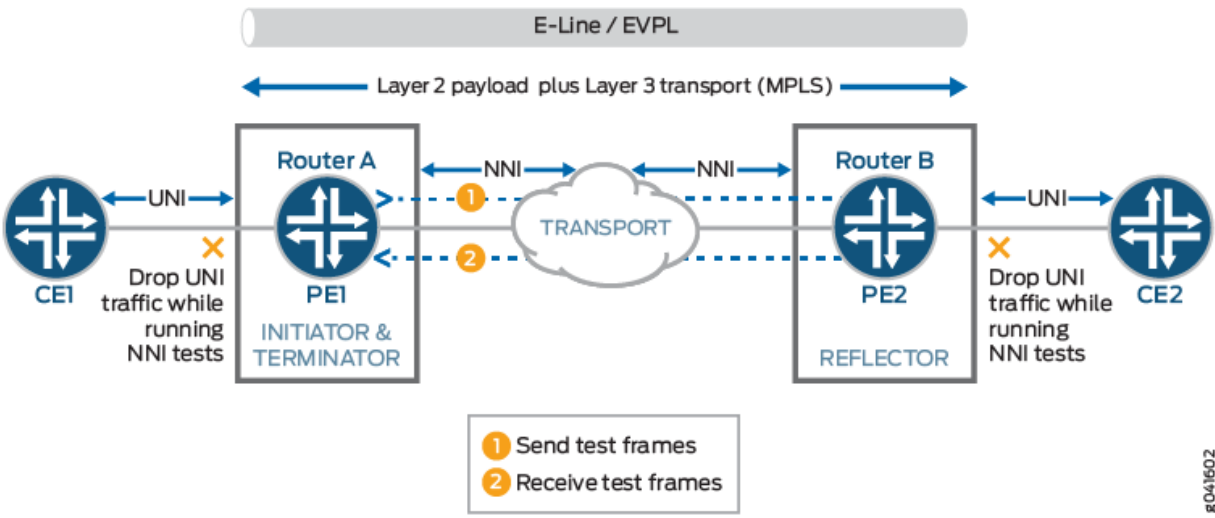 E-Line / EVPL
Layer 2 payload plus Layer 3 transport (MPLS)
Router A
Router B
NNI
NNI
UNI
UNI
1
TRANSPORT
2
CE1
PE1
PE2
CE2
Drop UNI
traffic while
running
NNI tests
INITIATOR &
TERMINATOR
REFLECTOR
Drop UNI
traffic while
running
NNI tests
1 Send test frames
2 Receive test frames
g041602